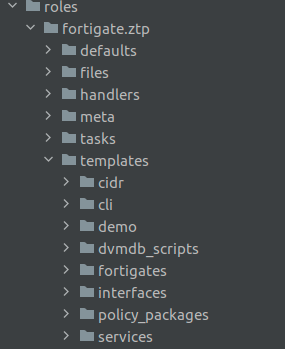 roles
fortigate.ztp
defaults
files
handlers
meta
tasks
templates
cidr
cli
demo
dvmdb_scripts
fortigates
interfaces
policy_packages
services